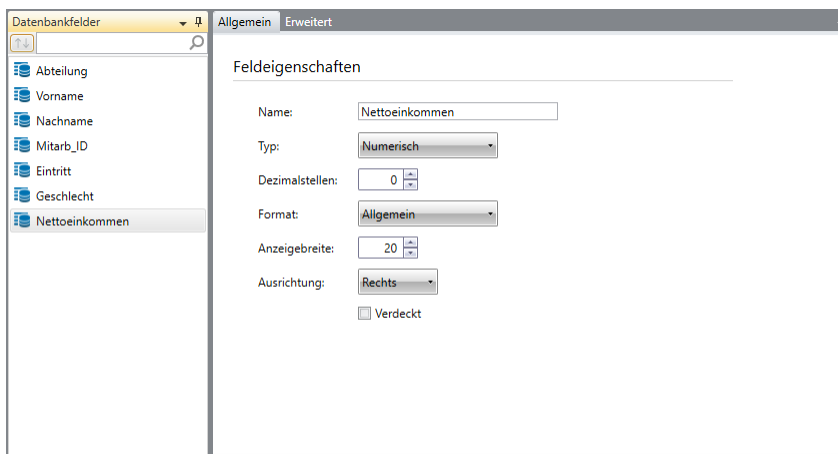 Datenbankfelder
Abteilung
Vorname
Nachname
Mitarb_ID
Eintritt
Geschlecht
Nettoeinkommen
Allgemein Erweitert
Feldeigenschaften
Name: Nettoeinkommen
Typ: Numerisch
Dezimalstellen: 0
Format: Allgemein
Anzeigebreite: 20
Ausrichtung: Rechts
Verdeckt